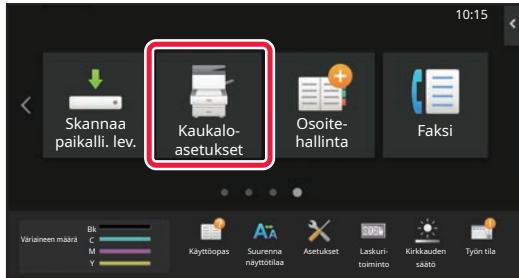 10:15
Skannaa
paikalli. lev.
Kaukalo-
asetukset
Osoite-
hallinta
Faksi
Väriaineen määrä
Bk
C
M
Y
Käyttöopas
Suurenna
näyttötilaa
Asetukset
Laskuri-
toiminto
Kirkkauden
säätö
Työn tila